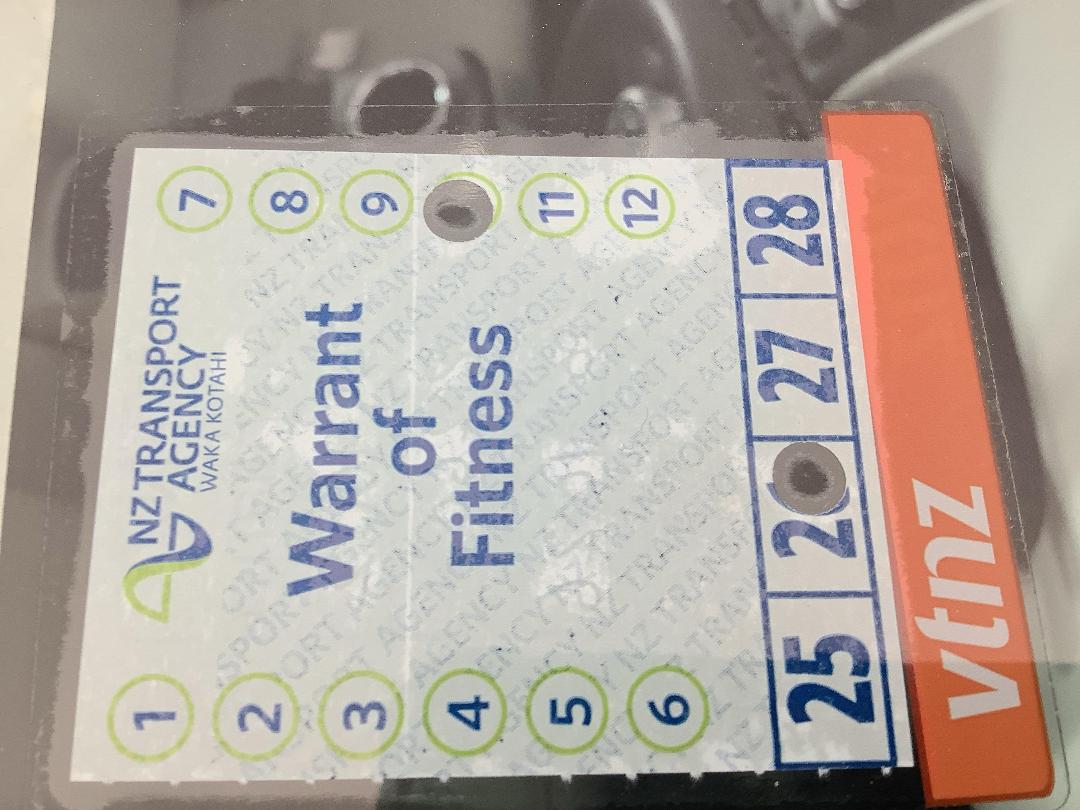 NZ TRANSPORT
AGENCY
WAKA KOTAHI
1
7
2
8
Warrant
3
9
of
4
Fitness
5
11
6
12
25 2 27 28
vtnz